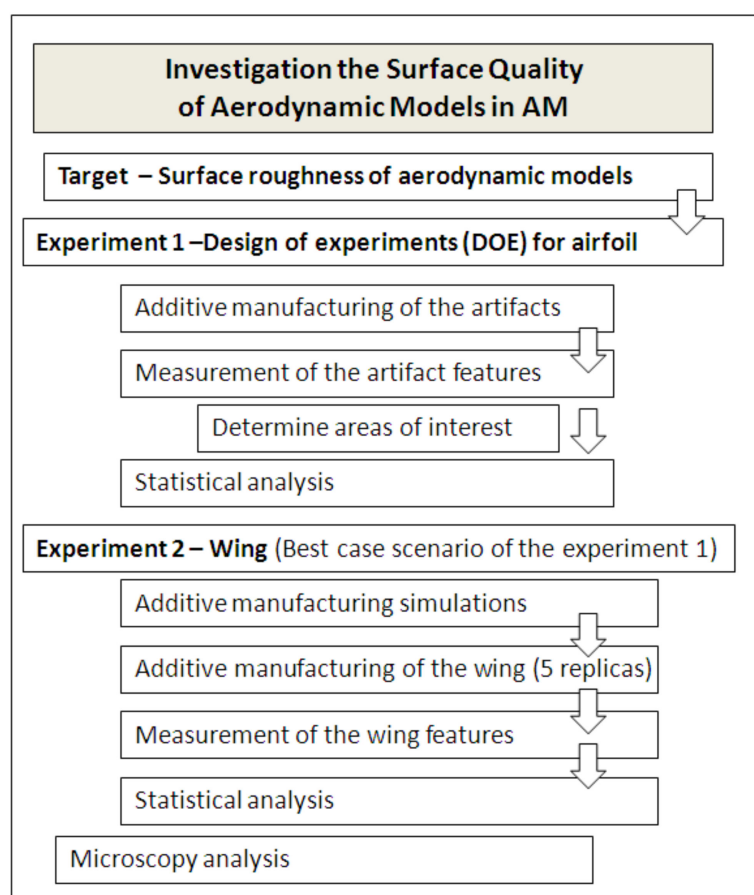 Investigation the Surface Quality
of Aerodynamic Models in AM
Target – Surface roughness of aerodynamic models
Experiment 1 –Design of experiments (DOE) for airfoil
Additive manufacturing of the artifacts
Measurement of the artifact features
Determine areas of interest
Statistical analysis
Experiment 2 – Wing (Best case scenario of the experiment 1)
Additive manufacturing simulations
Additive manufacturing of the wing (5 replicas)
Measurement of the wing features
Statistical analysis
Microscopy analysis